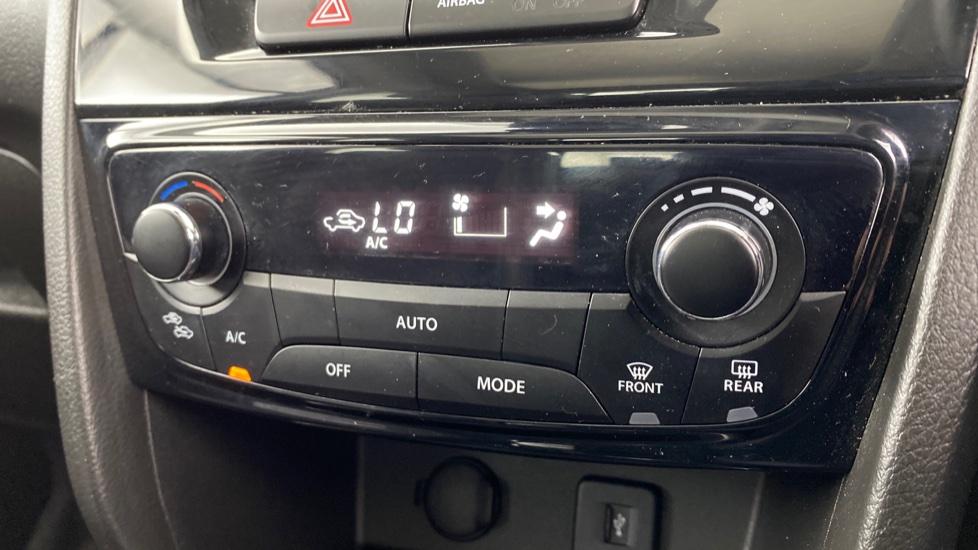 AIRBAG ON OFF
LO
A/C
AUTO
A/C
OFF
MODE
FRONT
REAR